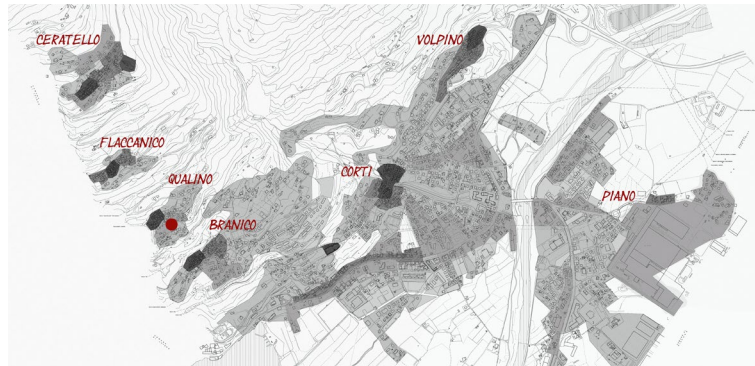 CERATELLO
VOLPINO
FLACCANICO
CORTI
QUALINO
PIANO
BRANICO